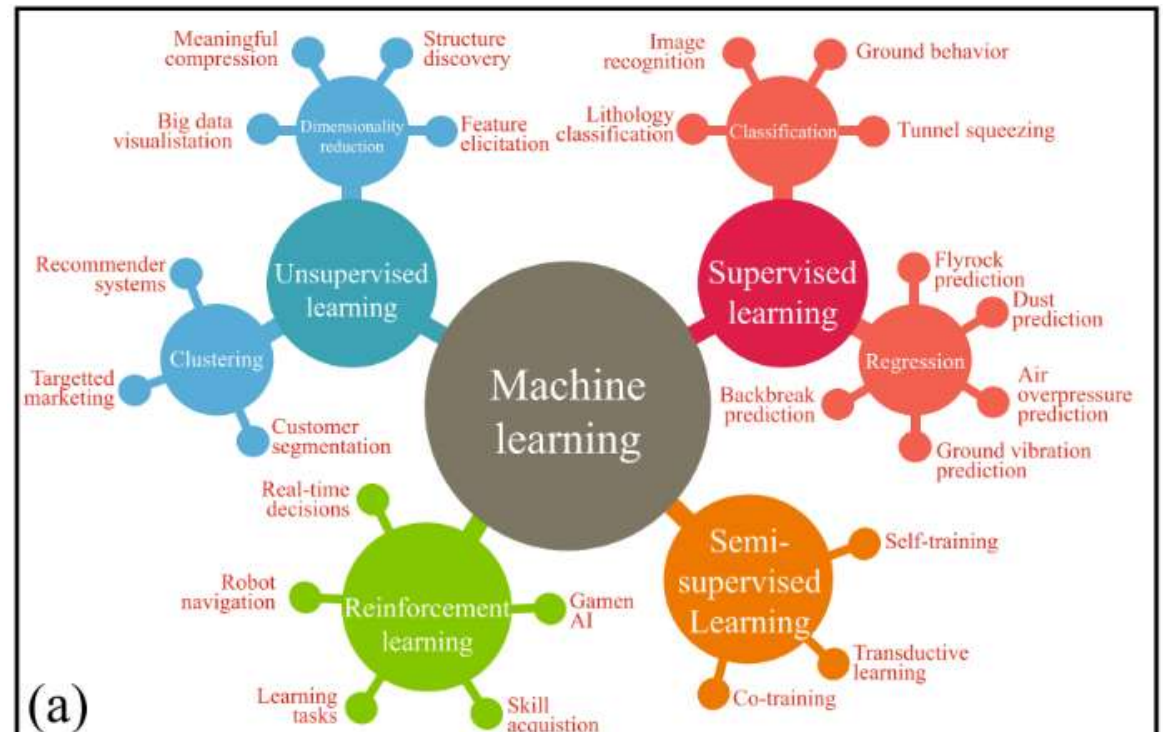 Meaningful
compression
Structure
discovery
Big data
visualistation
Dimensionality
reduction
Feature
elicitation
Image
recognition
Ground behavior
Lithology
classification
Classification
Tunnel squeezing
Recommender
systems
Unsupervised
learning
Supervised
learning
Flyrock
prediction
Dust
prediction
Clustering
Regression
Targetted
marketing
Machine
learning
Backbreak
prediction
Air
overpressure
prediction
Customer
segmentation
Ground vibration
prediction
Real-time
decisions
Semi-
supervised
Learning
Self-training
Robot
navigation
Reinforcement
learning
Gamen
AI
Transductive
learning
Learning
tasks
Skill
acquistion
Co-training
(a)